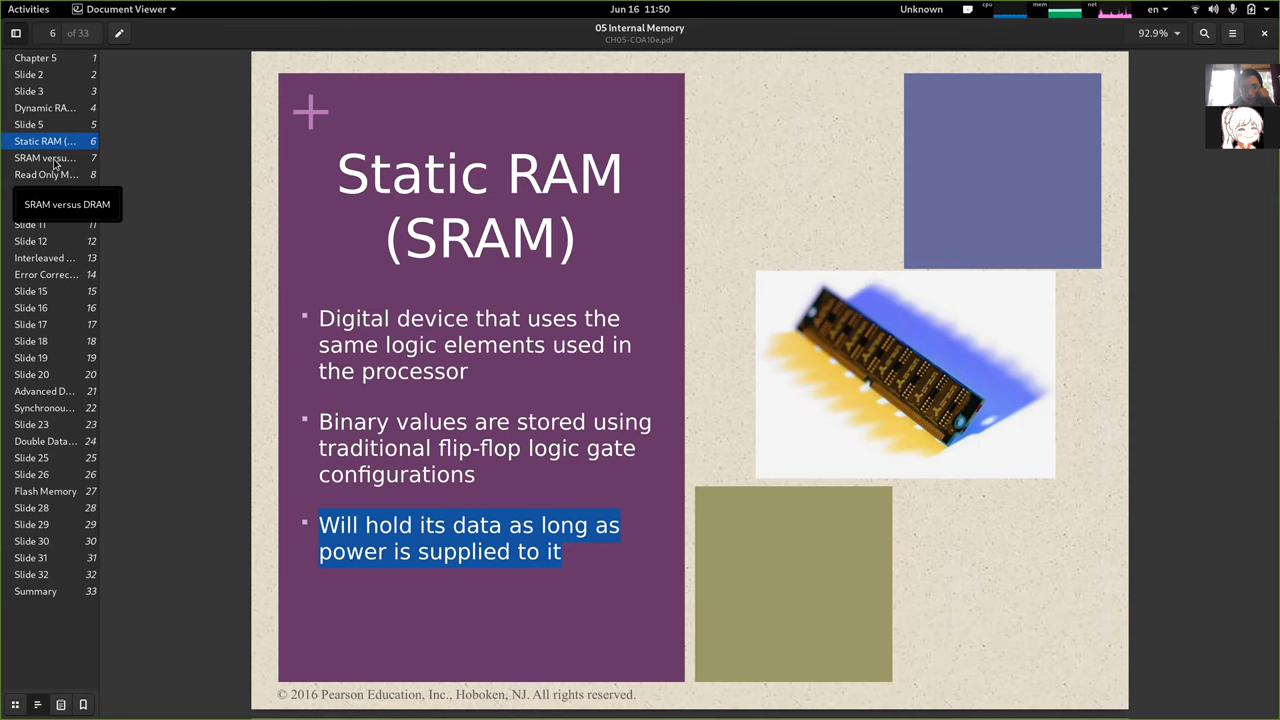 Activities
Document Viewer
Jun 16 11:50
Unknown
cpu
mem
net
en
6 of 33
05 Internal Memory
CH05-COA10e.pdf
92.9%
Chapter 5 1
Slide 2 2
Slide 3 3
Dynamic RA... 4
Slide 5 5
Static RAM (... 6
SRAM versu... 7
Read Only M... 8
SRAM versus DRAM
Slide 11 11
Slide 12 12
Interleaved ... 13
Error Correc... 14
Slide 15 15
Slide 16 16
Slide 17 17
Slide 18 18
Slide 19 19
Slide 20 20
Advanced D... 21
Synchronou... 22
Slide 23 23
Double Data... 24
Slide 25 25
Slide 26 26
Flash Memory 27
Slide 28 28
Slide 29 29
Slide 30 30
Slide 31 31
Slide 32 32
Summary 33
+
Static RAM
(SRAM)
▪ Digital device that uses the
same logic elements used in
the processor
▪ Binary values are stored using
traditional flip-flop logic gate
configurations
▪ Will hold its data as long as
power is supplied to it
© 2016 Pearson Education, Inc., Hoboken, NJ. All rights reserved.